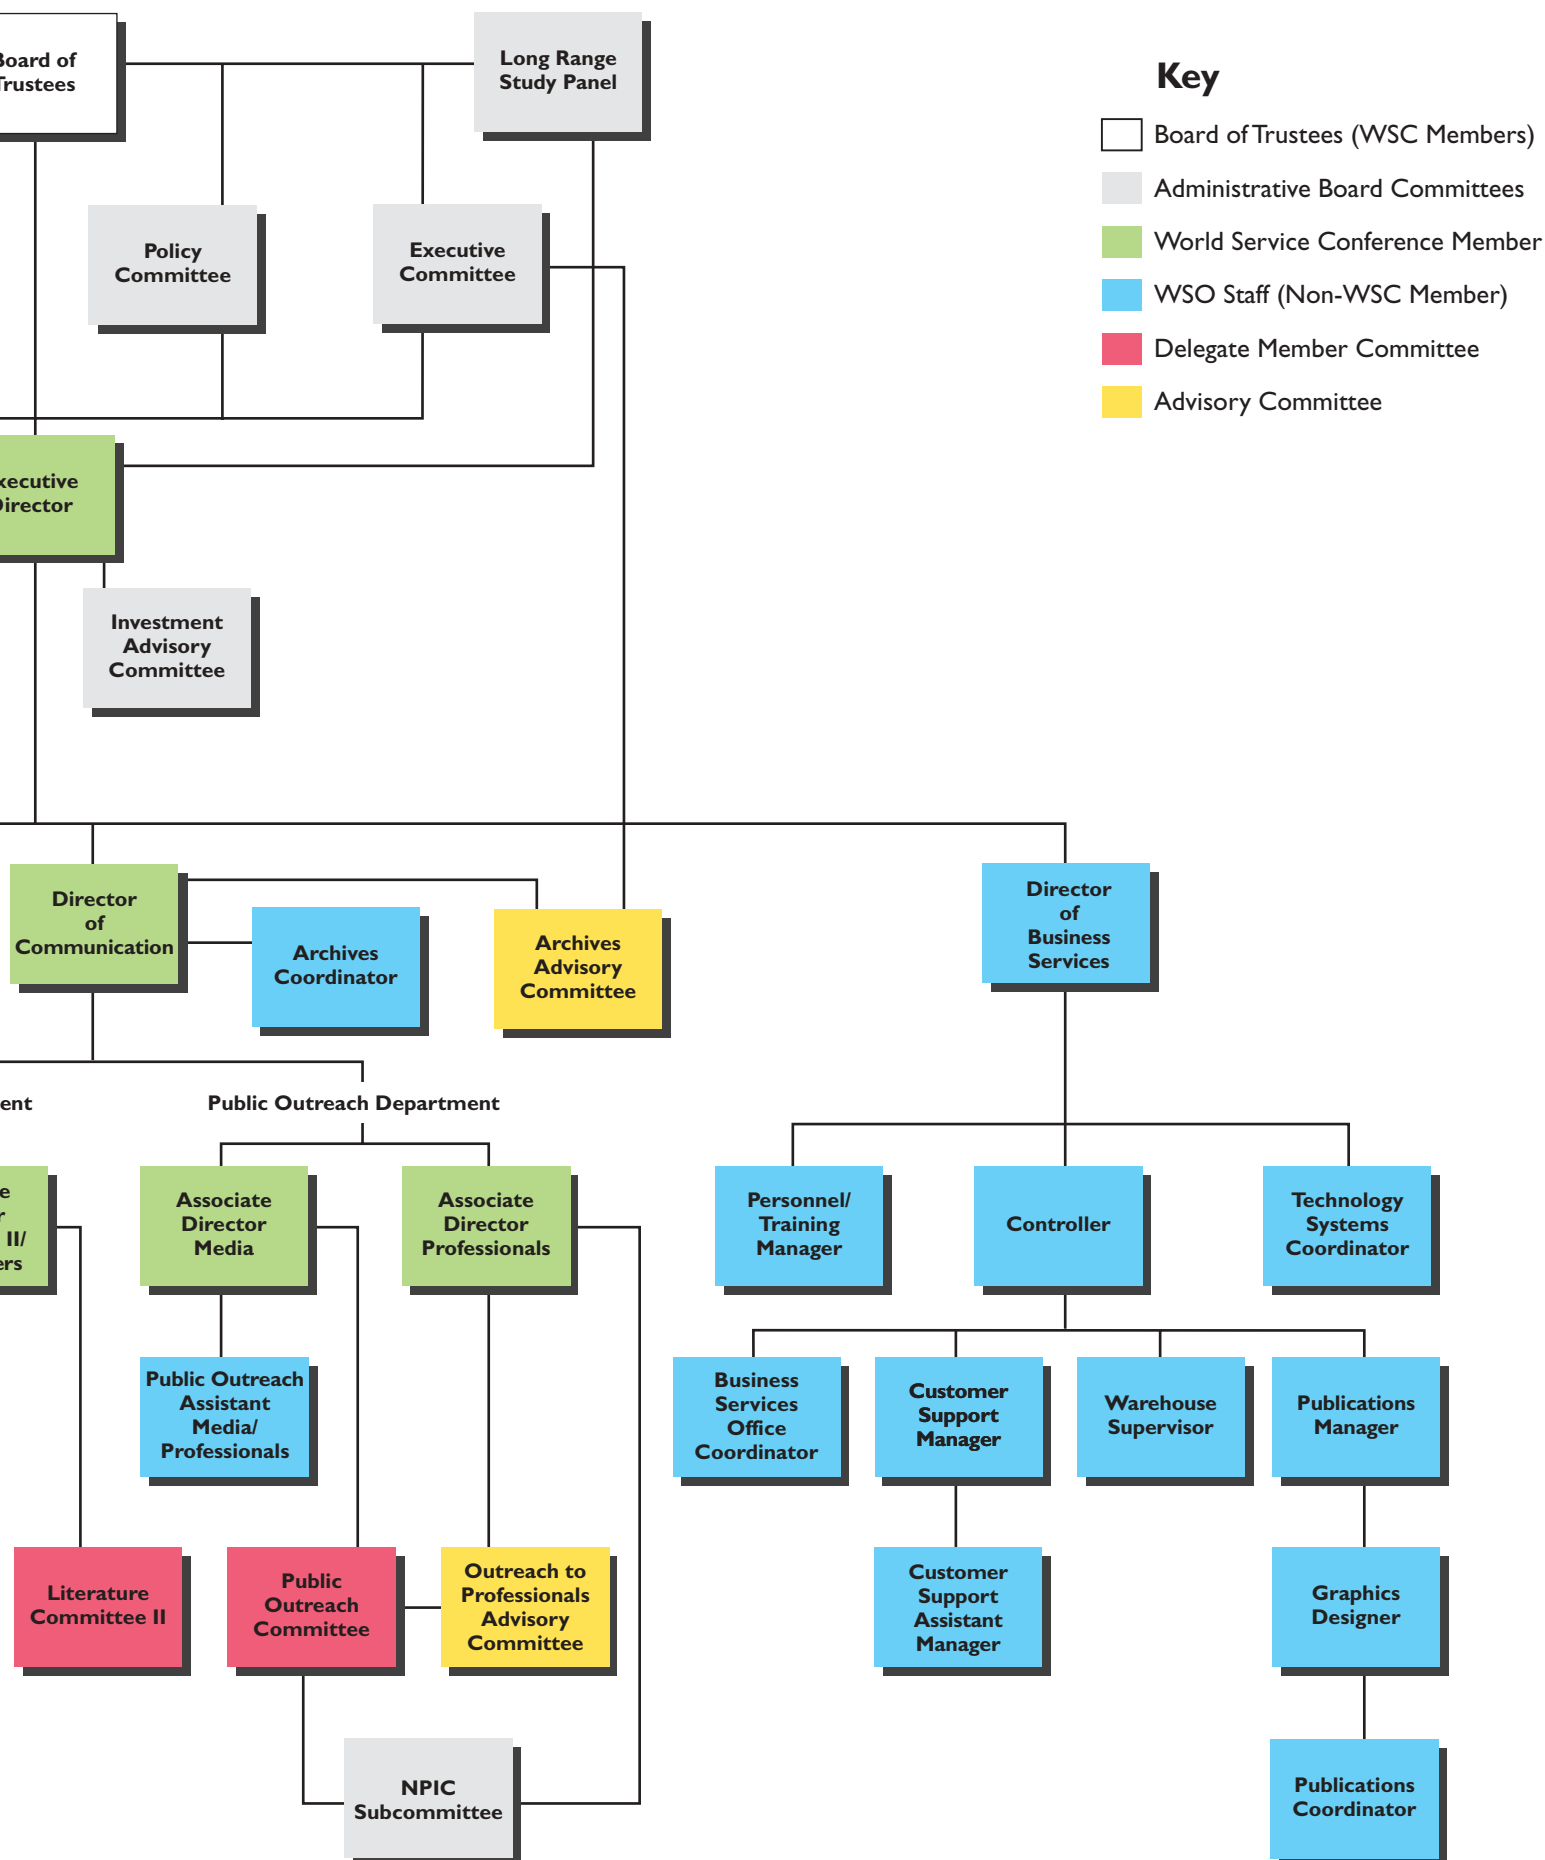 Board of
Trustees
Long Range
Study Panel
Key
Board of Trustees (WSC Members)
Administrative Board Committees
World Service Conference Member
WSO Staff (Non-WSC Member)
Delegate Member Committee
Advisory Committee
Policy
Committee
Executive
Committee
xecutive
Director
Investment
Advisory
Committee
Director
of
Communication
Archives
Coordinator
Archives
Advisory
Committee
Director
of
Business
Services
ent
Public Outreach Department
e
r
II/
ers
Associate
Director
Media
Associate
Director
Professionals
Personnel/
Training
Manager
Controller
Technology
Systems
Coordinator
Public Outreach
Assistant
Media/
Professionals
Business
Services
Office
Coordinator
Customer
Support
Manager
Warehouse
Supervisor
Publications
Manager
Literature
Committee II
Public
Outreach
Committee
Outreach to
Professionals
Advisory
Committee
Customer
Support
Assistant
Manager
Graphics
Designer
NPIC
Subcommittee
Publications
Coordinator